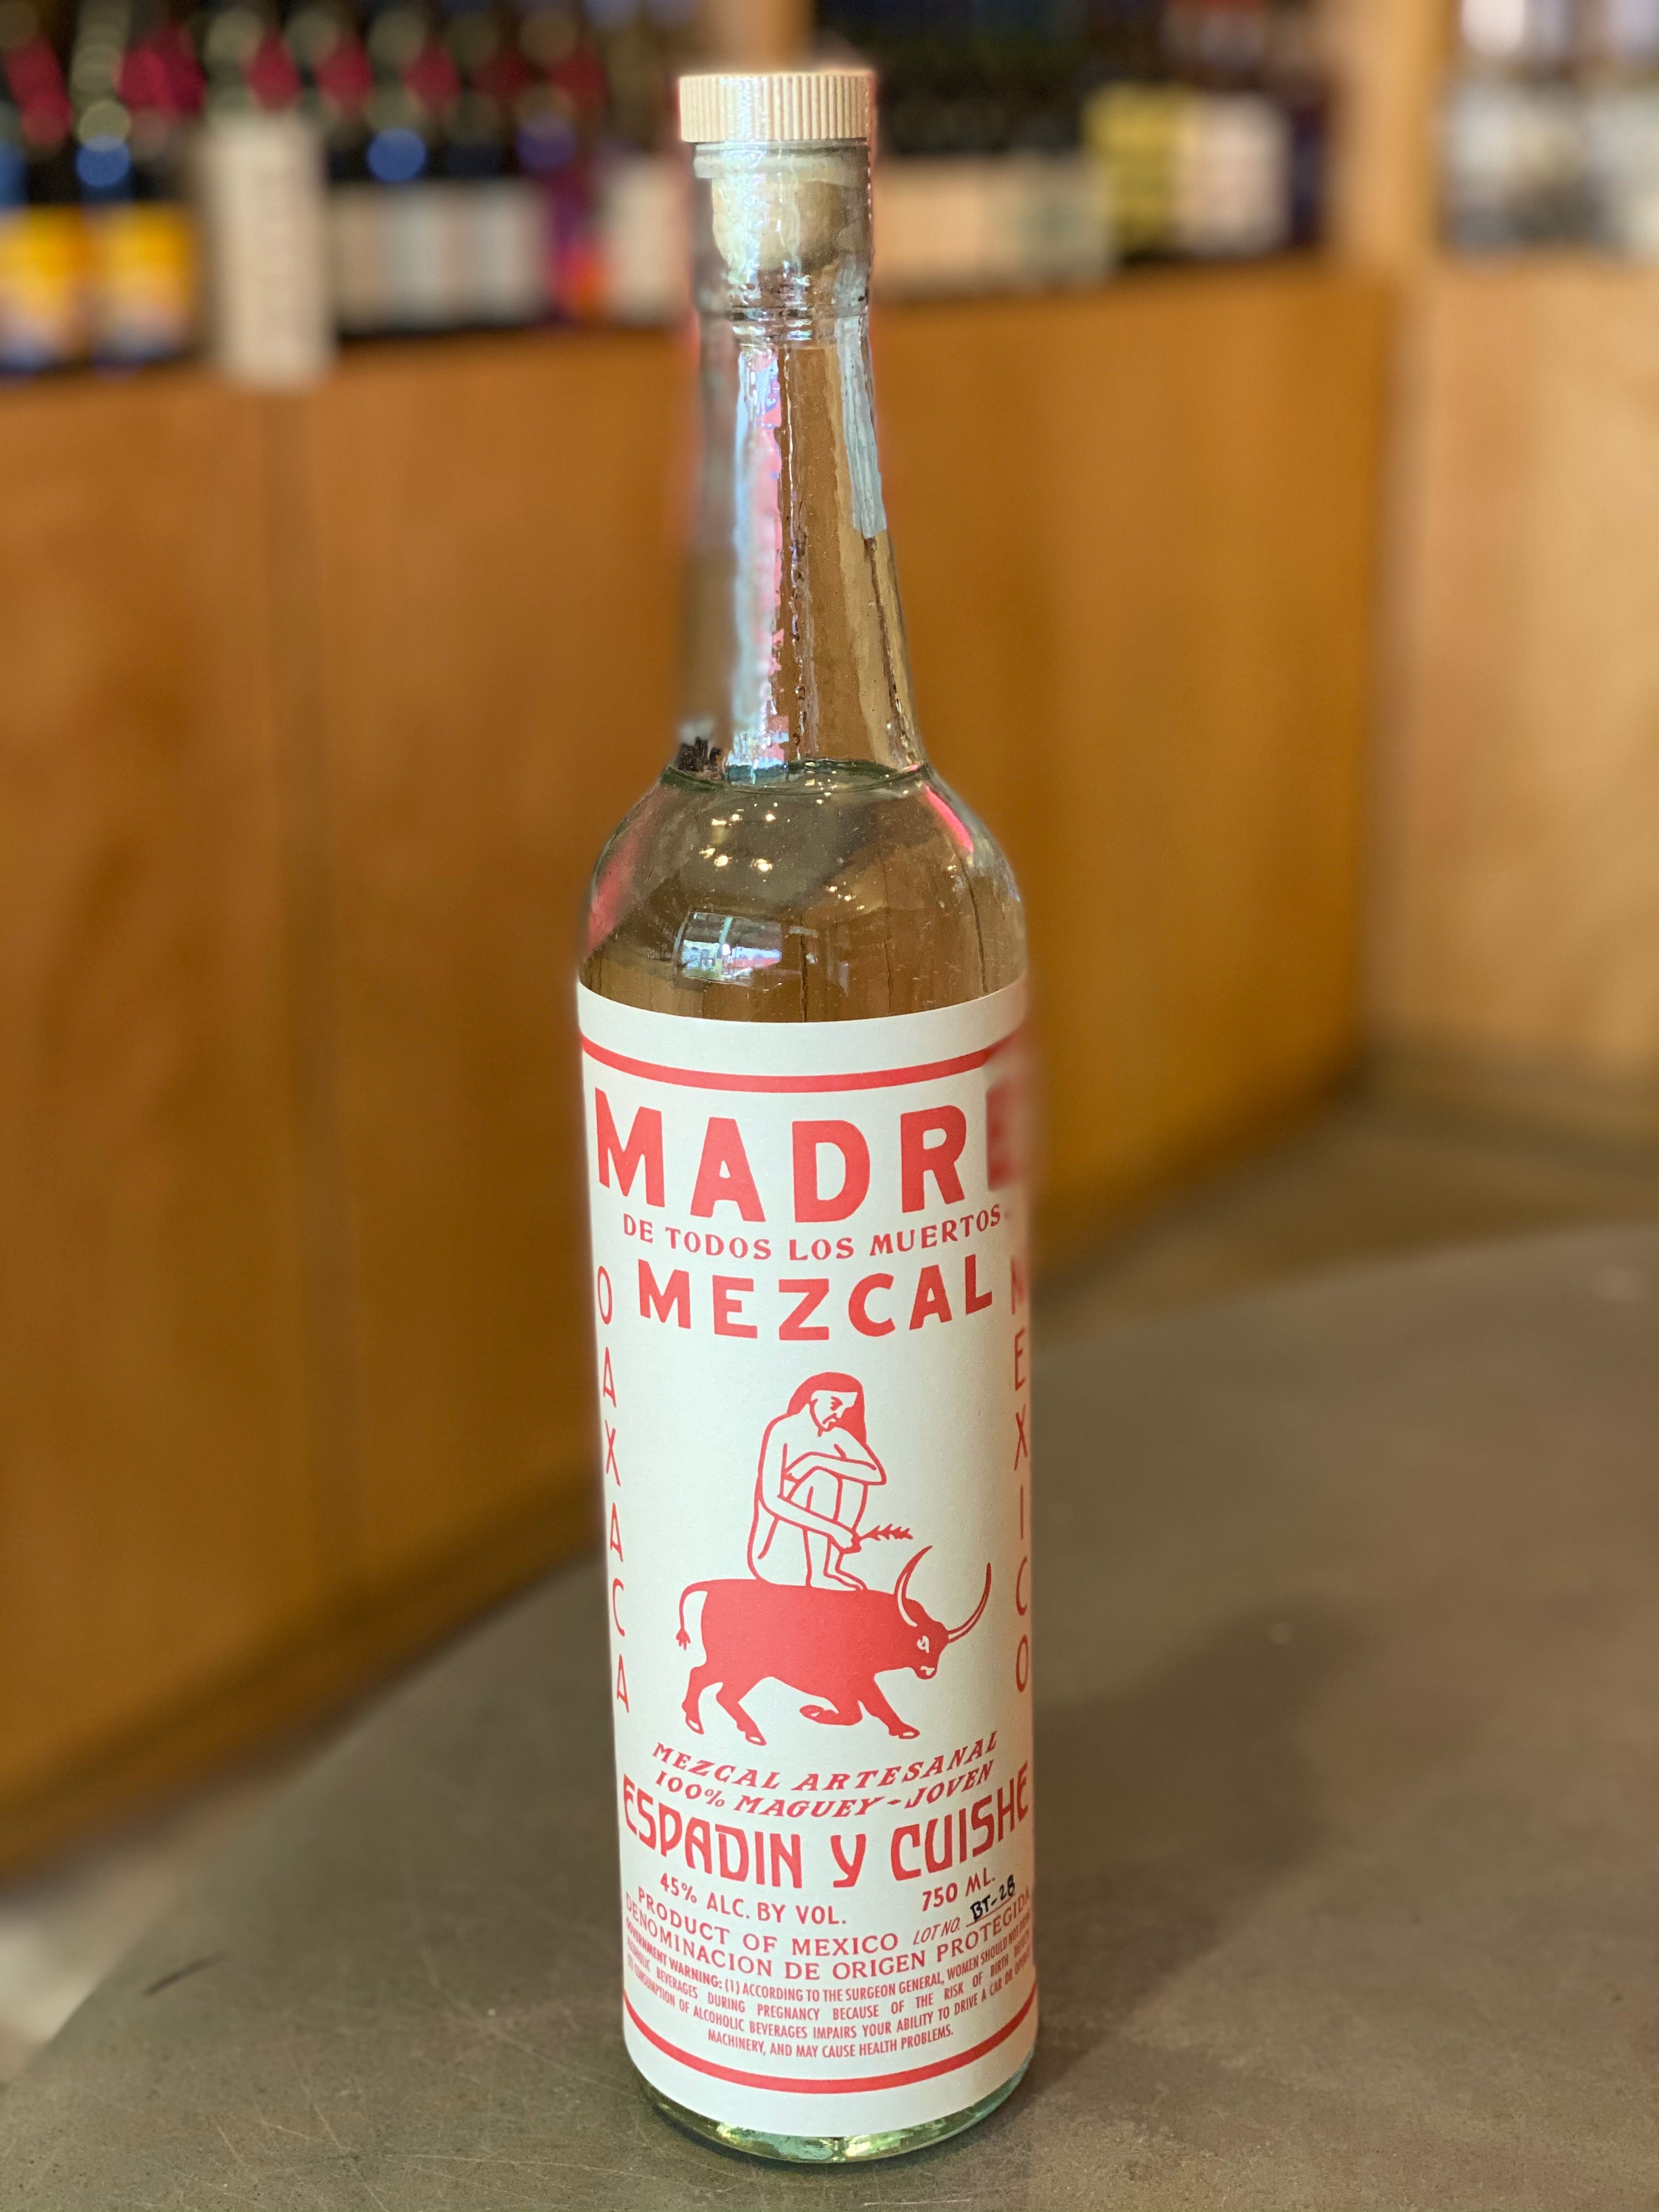 MADRE
DE TODOS LOS MUERTOS
MEZCAL
OAXACA
MEXICO
MEZCAL ARTESANAL
100% MAGUEY - JOVEN
ESPADIN Y CUISHE
45% ALC. BY VOL. 750 ML.
PRODUCT OF MEXICO LOT NO. BT-28
DENOMINACION DE ORIGEN PROTEGIDA
GOVERNMENT WARNING: (1) ACCORDING TO THE SURGEON GENERAL, WOMEN SHOULD NOT DRINK
ALCOHOLIC BEVERAGES DURING PREGNANCY BECAUSE OF THE RISK OF BIRTH DEFECTS.
(2) CONSUMPTION OF ALCOHOLIC BEVERAGES IMPAIRS YOUR ABILITY TO DRIVE A CAR OR OPERATE
MACHINERY, AND MAY CAUSE HEALTH PROBLEMS.